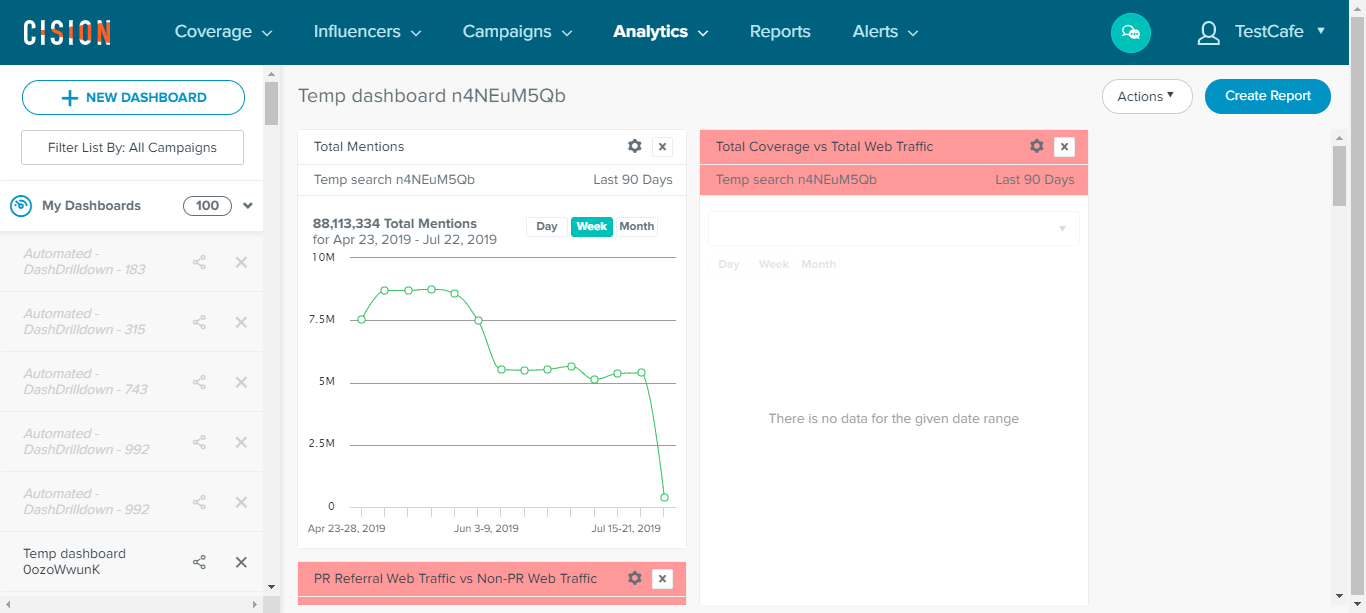 CISION
Coverage
Influencers
Campaigns
Analytics
Reports
Alerts
TestCafe
NEW DASHBOARD
Filter List By: All Campaigns
My Dashboards 100
Automated -
DashDrilldown - 183
Automated -
DashDrilldown - 315
Automated -
DashDrilldown - 743
Automated -
DashDrilldown - 992
Automated -
DashDrilldown - 992
Temp dashboard
0ozoWwunK
Temp dashboard n4NEuM5Qb
Actions
Create Report
Total Mentions
Temp search n4NEuM5Qb Last 90 Days
88,113,334 Total Mentions
for Apr 23, 2019 - Jul 22, 2019
Day Week Month
10M
7.5M
5M
2.5M
0
Apr 23-28, 2019 Jun 3-9, 2019 Jul 15-21, 2019
Total Coverage vs Total Web Traffic
Temp search n4NEuM5Qb Last 90 Days
Day Week Month
There is no data for the given date range
PR Referral Web Traffic vs Non-PR Web Traffic